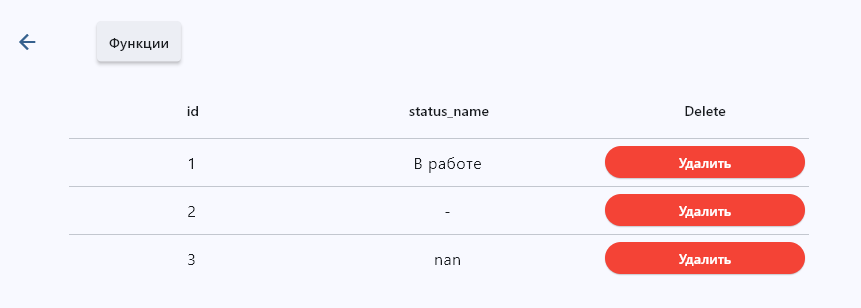 Функции
id status_name Delete
1 В работе Удалить
2 - Удалить
3 nan Удалить